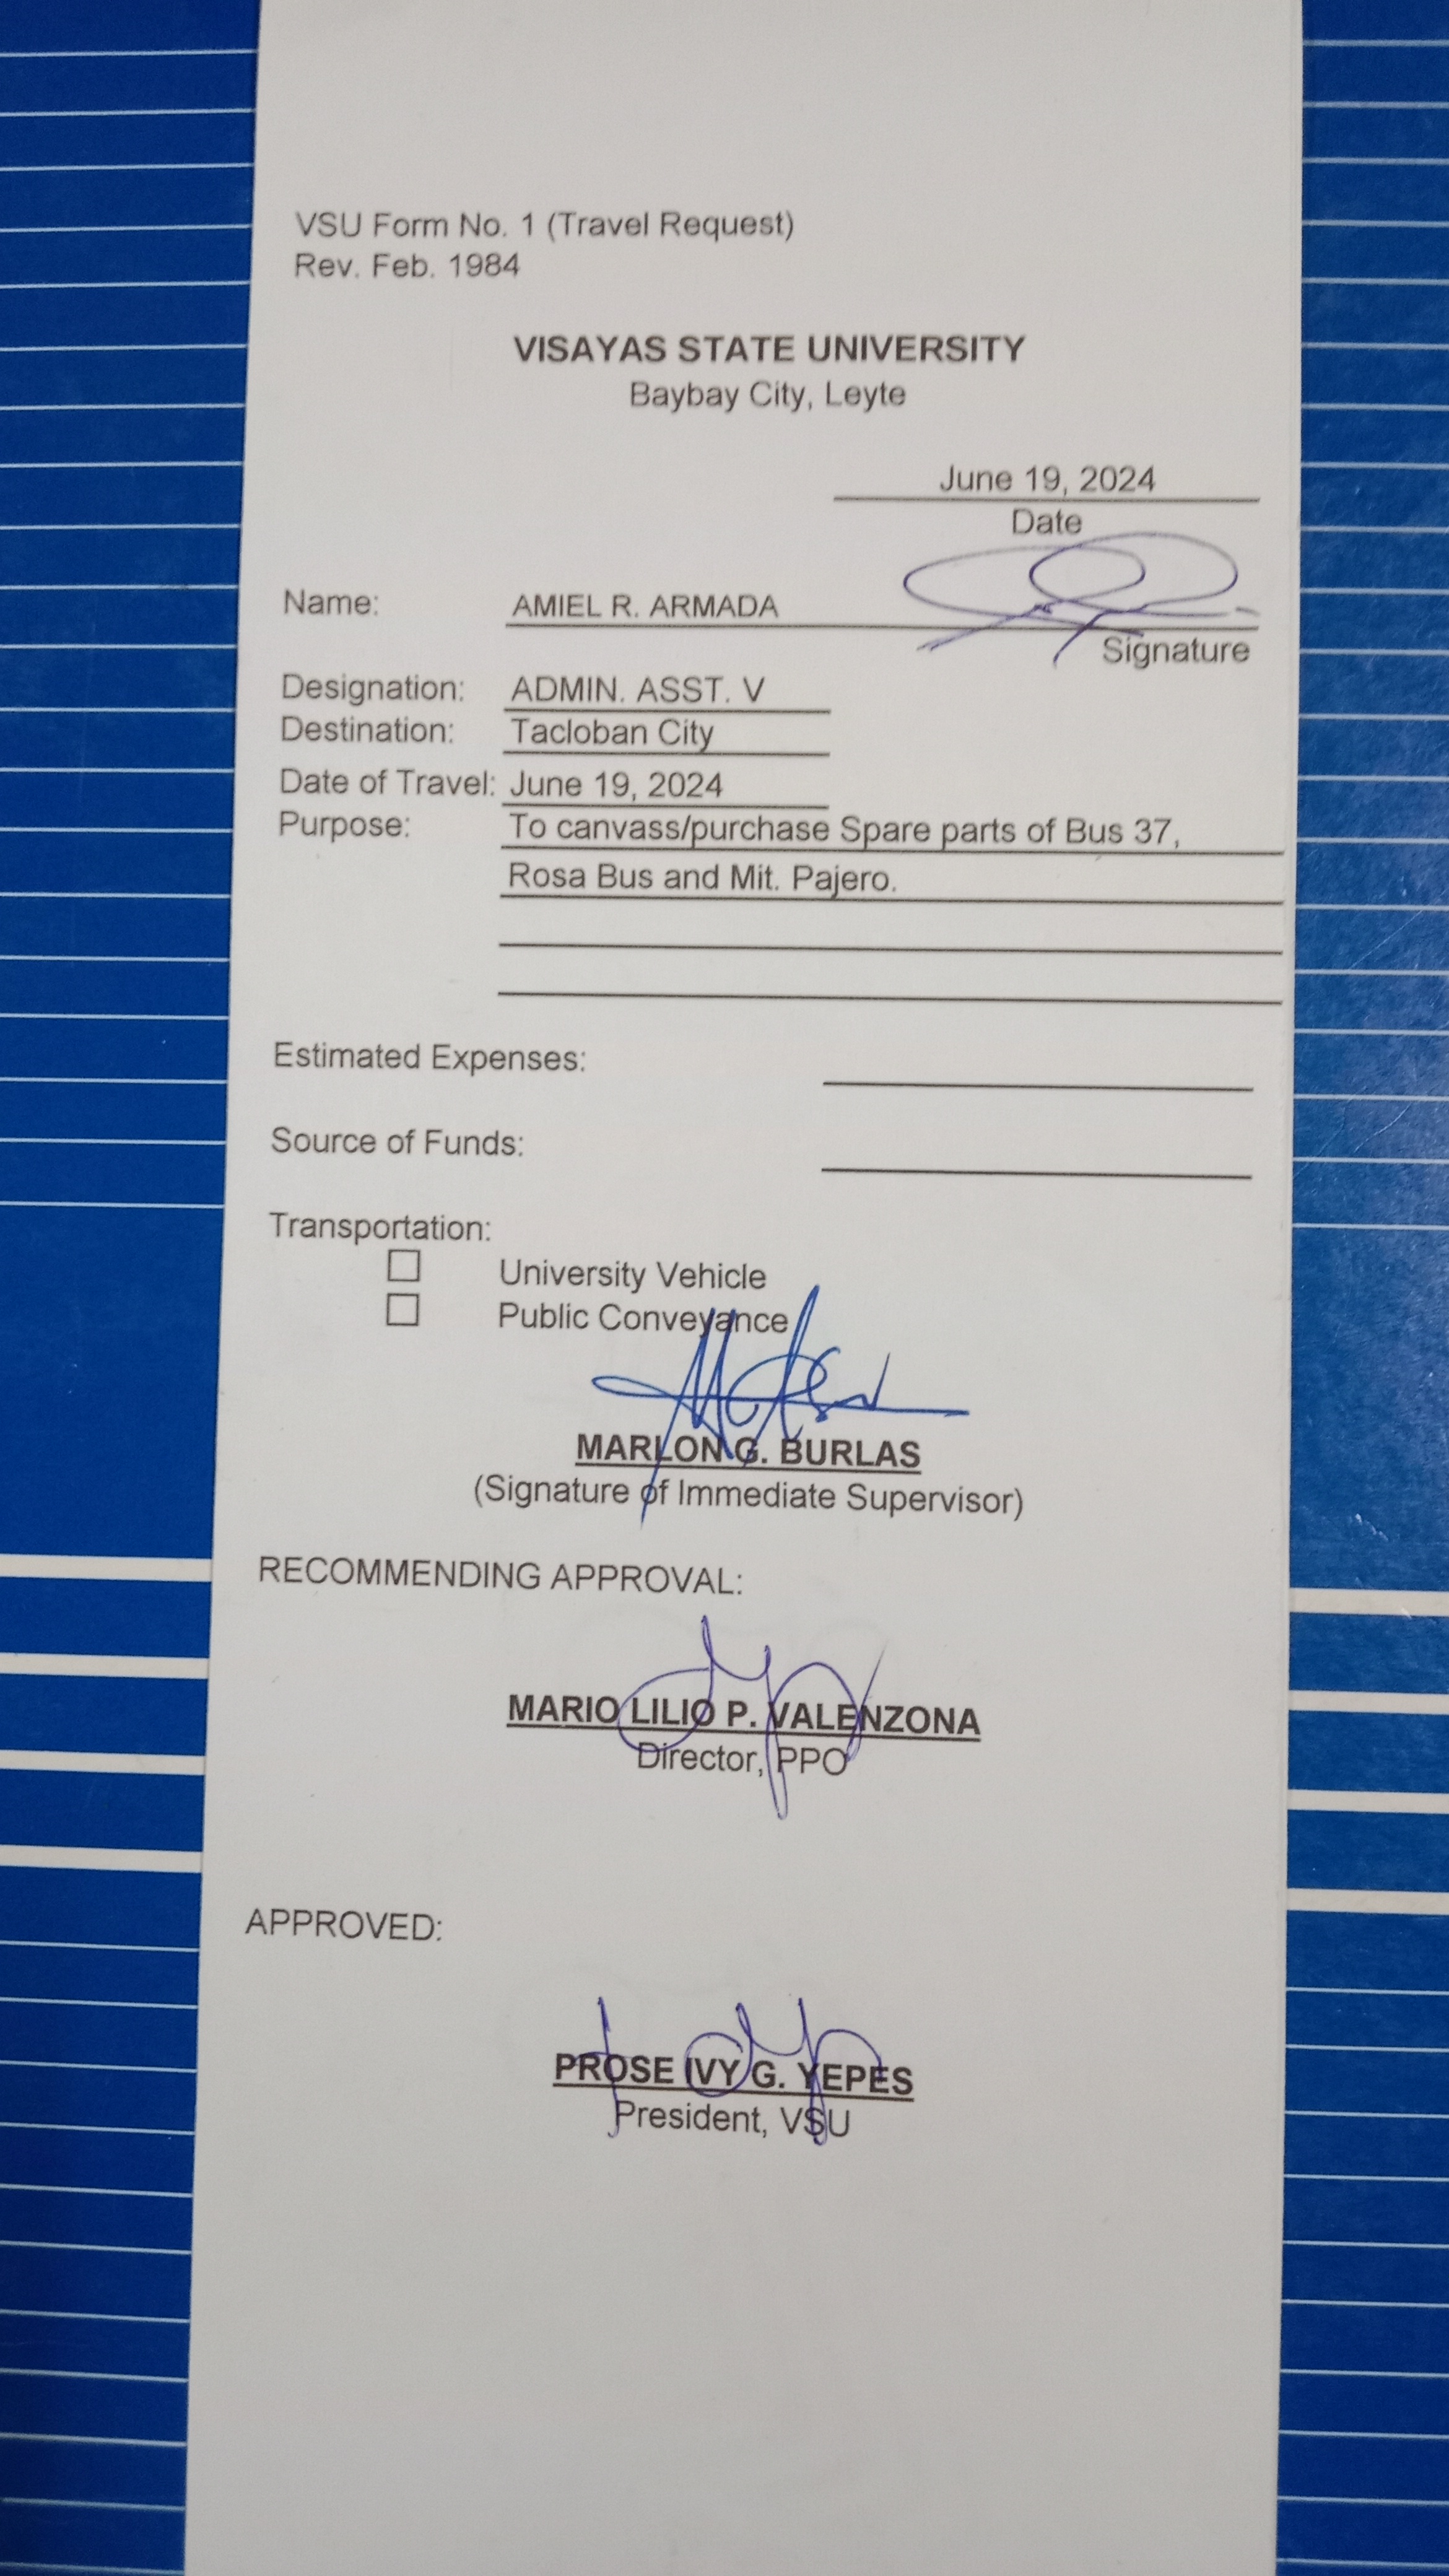 VSU Form No. 1 (Travel Request)
Rev. Feb. 1984
VISAYAS STATE UNIVERSITY
Baybay City, Leyte
June 19, 2024
Date
Name: AMIEL R. ARMADA
Signature
Designation: ADMIN. ASST. V
Destination: Tacloban City
Date of Travel: June 19, 2024
Purpose: To canvass/purchase Spare parts of Bus 37,
Rosa Bus and Mit. Pajero.
Estimated Expenses:
Source of Funds:
Transportation:
University Vehicle
Public Conveyance
MARLON G. BURLAS
(Signature of Immediate Supervisor)
RECOMMENDING APPROVAL:
MARIO LILIO P. VALENZONA
Director, PPO
APPROVED:
PROSE IVY G. YEPES
President, VSU